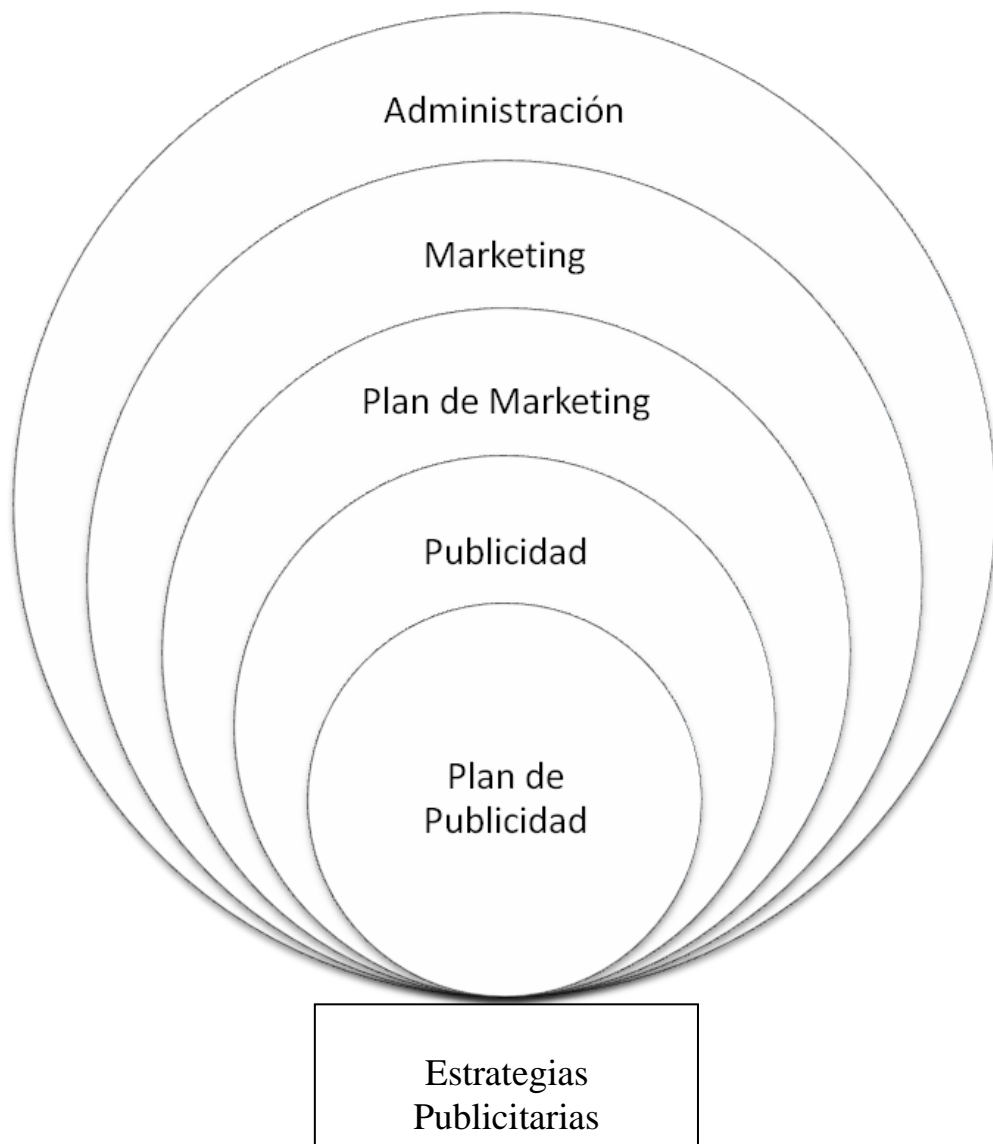 Administración
Marketing
Plan de Marketing
Publicidad
Plan de
Publicidad
Estrategias
Publicitarias